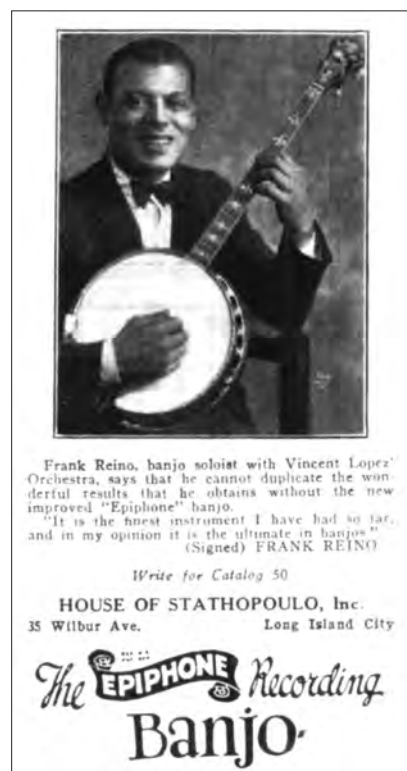 Frank Reino, banjo soloist with Vincent Lopez'
Orchestra, says that he cannot duplicate the won-
derful results that he obtains without the new
improved "Epiphone" banjo.
"It is the finest instrument I have had so far,
and in my opinion it is the ultimate in banjos"
(Signed) FRANK REINO
Write for Catalog 50
HOUSE OF STATHOPOULO, Inc.
35 Wilbur Ave. Long Island City
The EPIPHONE Recording
Banjo